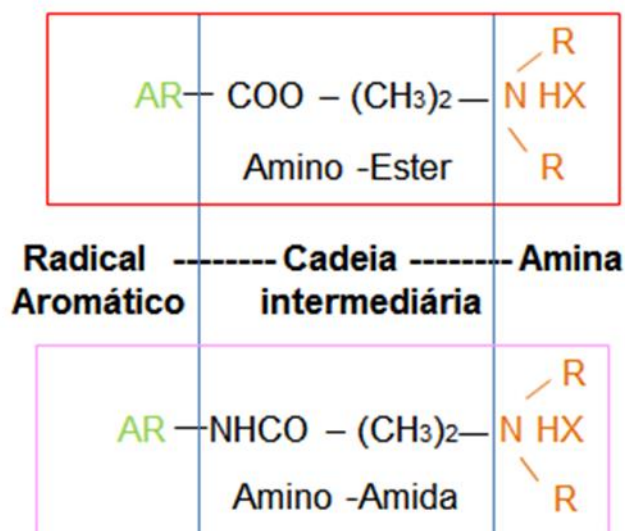 R
AR— COO – (CH₃)₂ — N HX
Amino -Ester R
Radical -------- Cadeia -------- Amina
Aromático intermediária
R
AR —NHCO – (CH₃)₂— N HX
Amino -Amida R